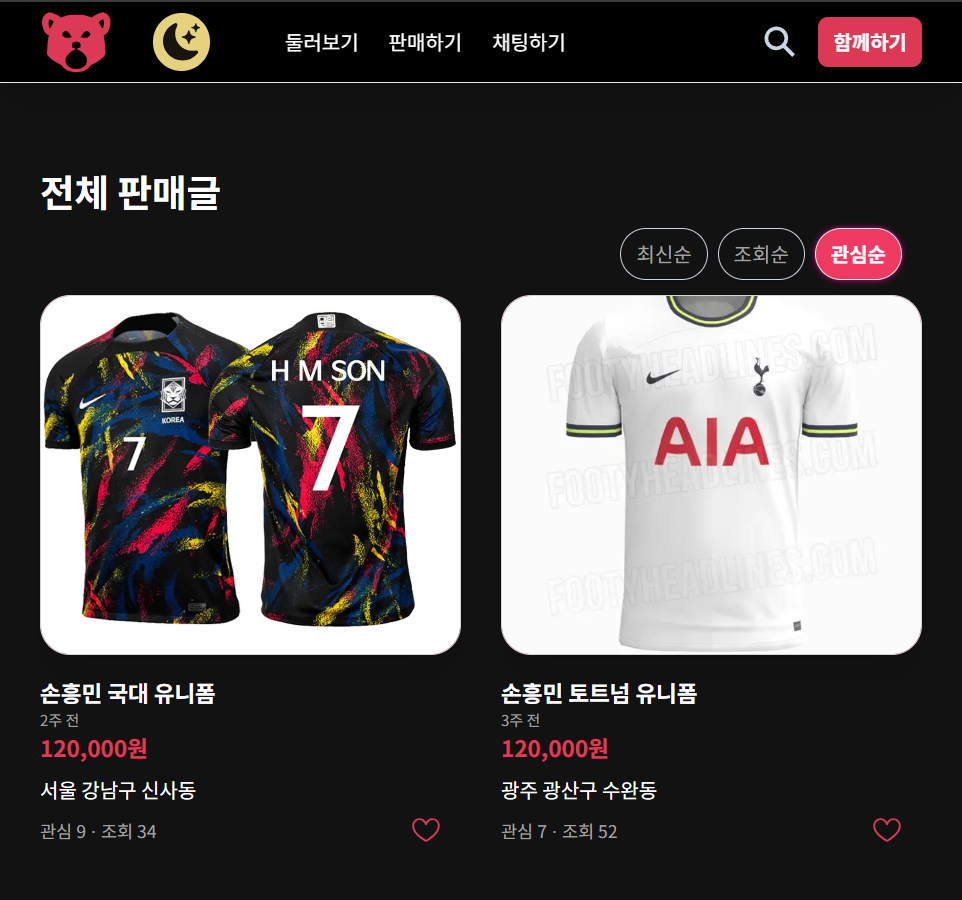 둘러보기 판매하기 채팅하기 함께하기
전체 판매글
최신순 조회순 관심순
H M SON
7
KOREA
7
FOOTYHEADLINES.COM
AIA
FOOTYHEADLINES.COM
FOOTYHEADLINES.COM
손흥민 국대 유니폼
2주 전
120,000원
서울 강남구 신사동
관심 9 · 조회 34
손흥민 토트넘 유니폼
3주 전
120,000원
광주 광산구 수완동
관심 7 · 조회 52